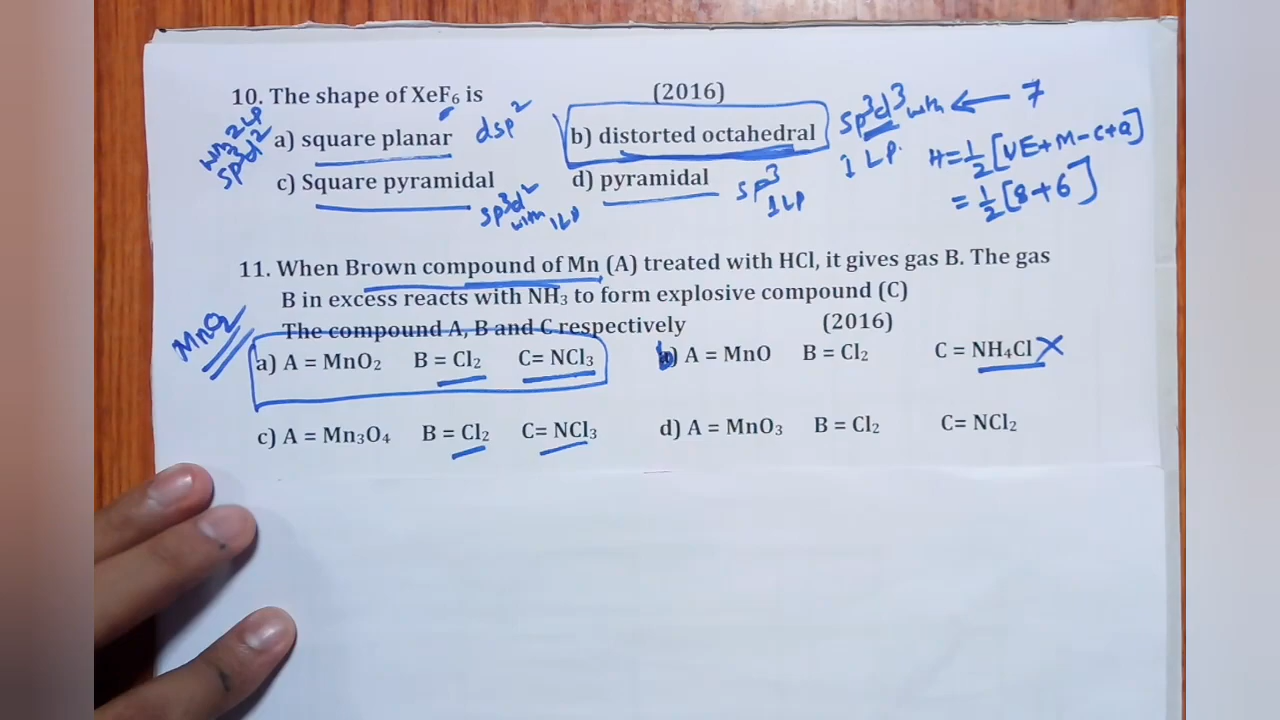 10. The shape of XeF₆ is (2016)
a) square planar dsp² b) distorted octahedral sp³d³ with ← 7
with 2LP
sp³d²
1 LP.
H=½[VE+M-C+a]
=½[8+6]
c) Square pyramidal sp³d² with 1LP d) pyramidal sp³ 1LP
11. When Brown compound of Mn (A) treated with HCl, it gives gas B. The gas
B in excess reacts with NH₃ to form explosive compound (C)
The compound A, B and C respectively (2016)
MnO₂
a) A = MnO₂ B = Cl₂ C= NCl₃ b) A = MnO B = Cl₂ C = NH₄Cl ×
c) A = Mn₃O₄ B = Cl₂ C= NCl₃ d) A = MnO₃ B = Cl₂ C= NCl₂